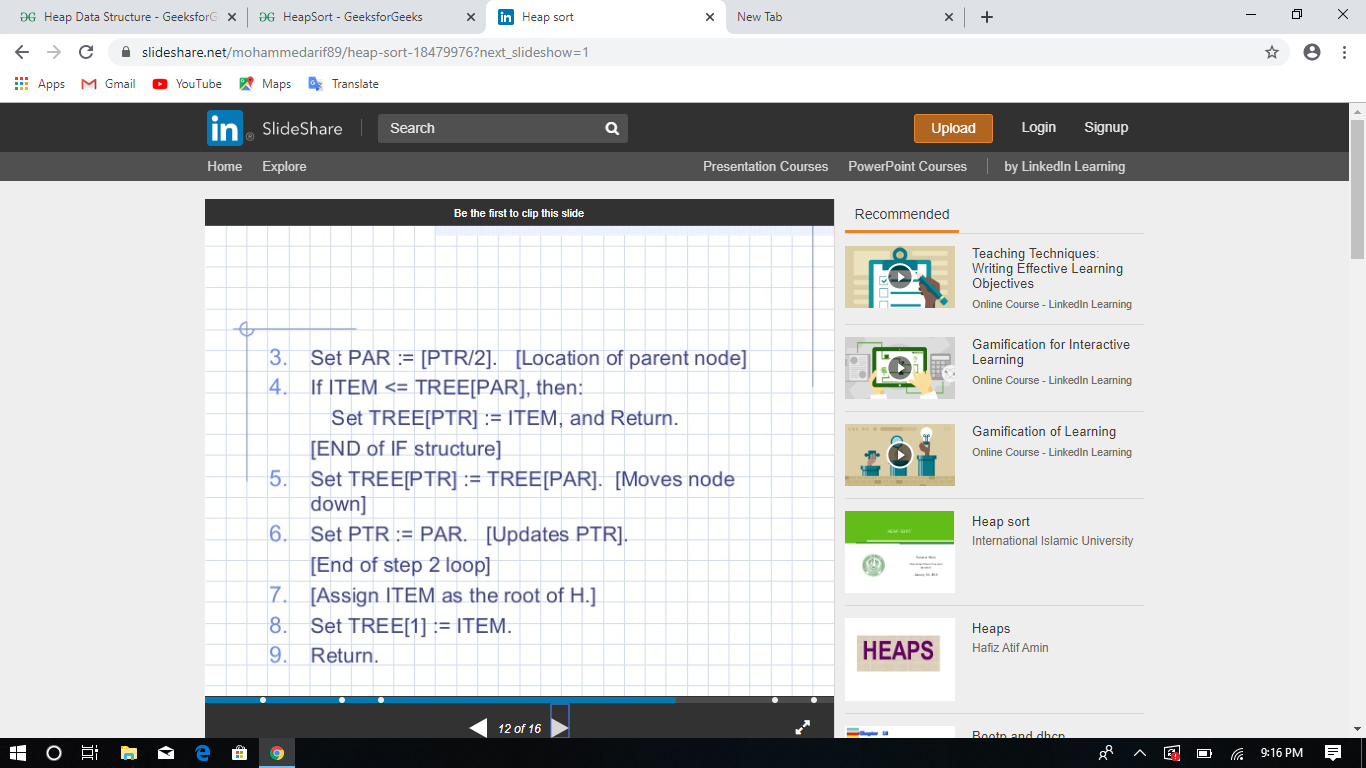 Heap Data Structure - GeeksforG
HeapSort - GeeksforGeeks
Heap sort
New Tab
slideshare.net/mohammedarif89/heap-sort-18479976?next_slideshow=1
Apps
Gmail
YouTube
Maps
Translate
in® SlideShare
Search
Upload
Login
Signup
Home
Explore
Presentation Courses
PowerPoint Courses
by LinkedIn Learning
Be the first to clip this slide
3. Set PAR := [PTR/2]. [Location of parent node]
4. If ITEM <= TREE[PAR], then:
Set TREE[PTR] := ITEM, and Return.
[END of IF structure]
5. Set TREE[PTR] := TREE[PAR]. [Moves node
down]
6. Set PTR := PAR. [Updates PTR].
[End of step 2 loop]
7. [Assign ITEM as the root of H.]
8. Set TREE[1] := ITEM.
9. Return.
12 of 16
Recommended
Teaching Techniques:
Writing Effective Learning
Objectives
Online Course - LinkedIn Learning
Gamification for Interactive
Learning
Online Course - LinkedIn Learning
Gamification of Learning
Online Course - LinkedIn Learning
HEAP SORT
Heap sort
International Islamic University
HEAPS
Heaps
Hafiz Atif Amin
Bootp and dhcp
9:16 PM